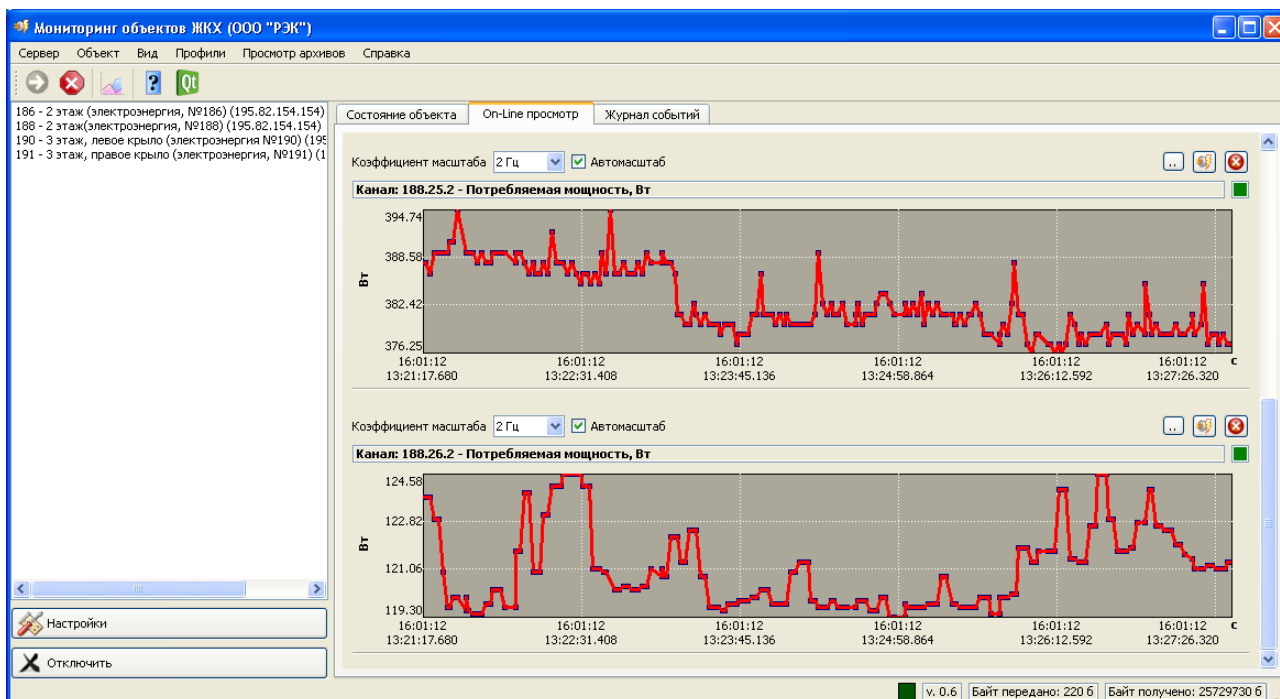 Мониторинг объектов ЖКХ (ООО "РЭК")
Сервер Объект Вид Профили Просмотр архивов Справка
Qt
186 - 2 этаж (электроэнергия, №186) (195.82.154.154)
188 - 2 этаж(электроэнергия, №188) (195.82.154.154)
190 - 3 этаж, левое крыло (электроэнергия №190) (195
191 - 3 этаж, правое крыло (электроэнергия, №191) (1
Настройки
Отключить
Состояние объекта On-Line просмотр Журнал событий
Коэффициент масштаба 2 Гц Автомасштаб ..
Канал: 188.25.2 - Потребляемая мощность, Вт
394.74
388.58
382.42
376.25
Вт
16:01:12 16:01:12 16:01:12 16:01:12 16:01:12 16:01:12 с
13:21:17.680 13:22:31.408 13:23:45.136 13:24:58.864 13:26:12.592 13:27:26.320
Коэффициент масштаба 2 Гц Автомасштаб ..
Канал: 188.26.2 - Потребляемая мощность, Вт
124.58
122.82
121.06
119.30
Вт
16:01:12 16:01:12 16:01:12 16:01:12 16:01:12 16:01:12 с
13:21:17.680 13:22:31.408 13:23:45.136 13:24:58.864 13:26:12.592 13:27:26.320
v. 0.6 Байт передано: 220 б Байт получено: 25729730 б